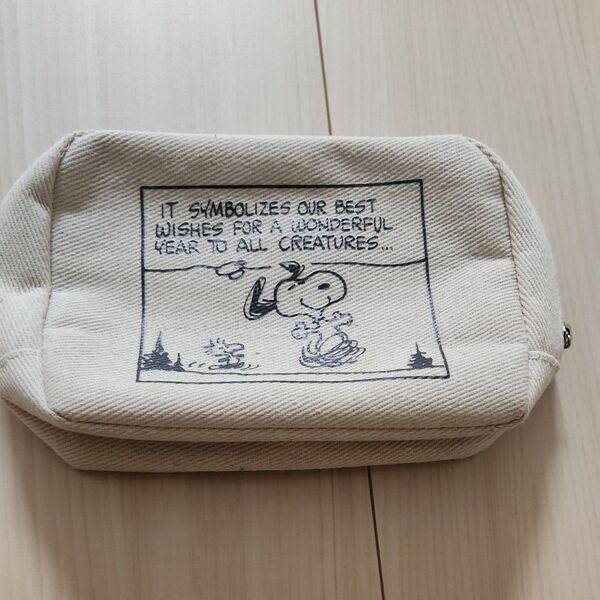 IT SYMBOLIZES OUR BEST
WISHES FOR A WONDERFUL
YEAR TO ALL CREATURES...